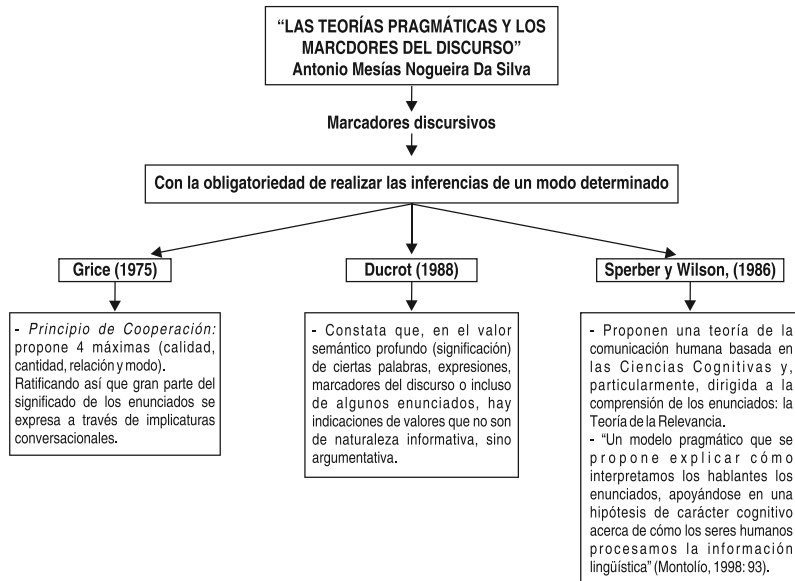 “LAS TEORÍAS PRAGMÁTICAS Y LOS
MARCDORES DEL DISCURSO”
Antonio Mesías Nogueira Da Silva
Marcadores discursivos
Con la obligatoriedad de realizar las inferencias de un modo determinado
Grice (1975)
- Principio de Cooperación:
propone 4 máximas (calidad,
cantidad, relación y modo).
Ratificando así que gran parte del
significado de los enunciados se
expresa a través de implicaturas
conversacionales.
Ducrot (1988)
- Constata que, en el valor
semántico profundo (significación)
de ciertas palabras, expresiones,
marcadores del discurso o incluso
de algunos enunciados, hay
indicaciones de valores que no son
de naturaleza informativa, sino
argumentativa.
Sperber y Wilson, (1986)
- Proponen una teoría de la
comunicación humana basada en
las Ciencias Cognitivas y,
particularmente, dirigida a la
comprensión de los enunciados: la
Teoría de la Relevancia.
- “Un modelo pragmático que se
propone explicar cómo
interpretamos los hablantes los
enunciados, apoyándose en una
hipótesis de carácter cognitivo
acerca de cómo los seres humanos
procesamos la información
lingüística” (Montolío, 1998: 93).